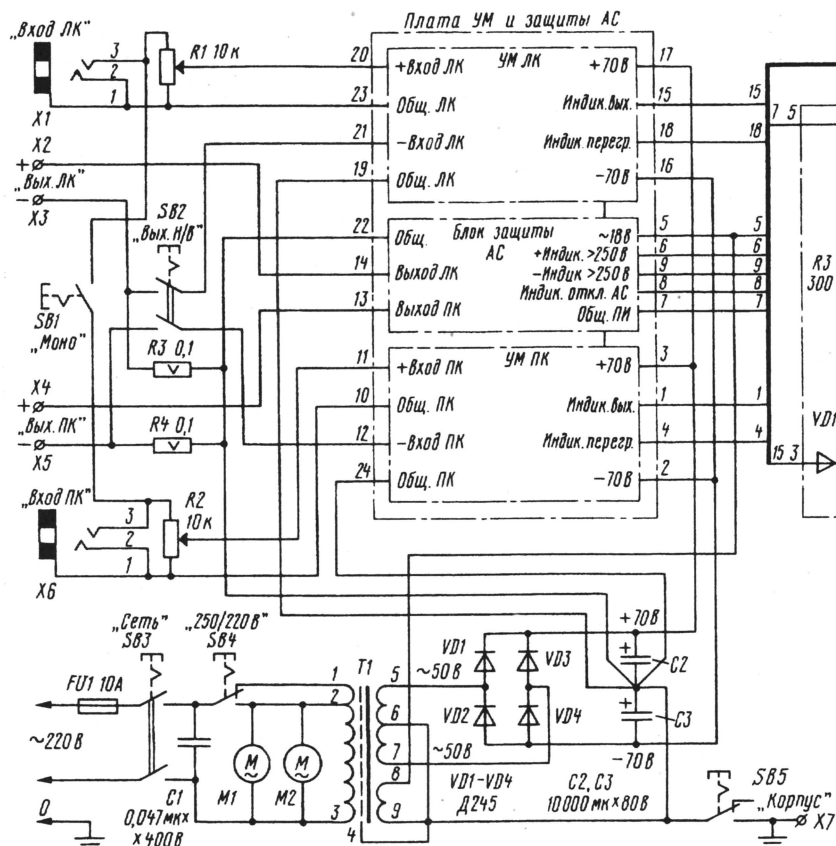 Плата УМ и защиты АС
„Вход ЛК"
3
2
1
X1
R1 10 к
20
+Вход ЛК
УМ ЛК
+70 В
17
23
Общ. ЛК
Индик. вых.
15
15
7 5
21
-Вход ЛК
Индик. перегр.
18
18
19
Общ. ЛК
-70 В
16
X2
+
„Вых. ЛК"
-
X3
SB2
„Вых. Н/В"
22
Общ.
Блок защиты
АС
~18 В
5
5
+Индик. >250 В
6
6
14
Выход ЛК
-Индик >250 В
9
9
Индик. откл. АС
8
8
13
Выход ПК
Общ. ПИ
7
7
R3
300
SB1
„Моно"
R3 0,1
11
+Вход ПК
УМ ПК
+70 В
3
X4
+
„Вых. ПК"
-
X5
R4 0,1
10
Общ. ПК
Индик. вых.
1
1
12
-Вход ПК
Индик. перегр.
4
4
VD1
15 3
24
Общ. ПК
-70 В
2
„Вход ПК"
3
2
1
X6
R2
10 к
„Сеть"
SB3
„250/220 В"
SB4
FU1 10А
~220 В
0
C1
0,047 мк×
×400 В
М
М1
М
М2
T1
1
2
3
4
5
6
7
8
9
~50 В
~50 В
VD1
VD2
VD3
VD4
VD1-VD4
Д245
+70 В
+
C2
+
C3
-70 В
C2, C3
10 000 мк×80 В
SB5
„Корпус"
X7